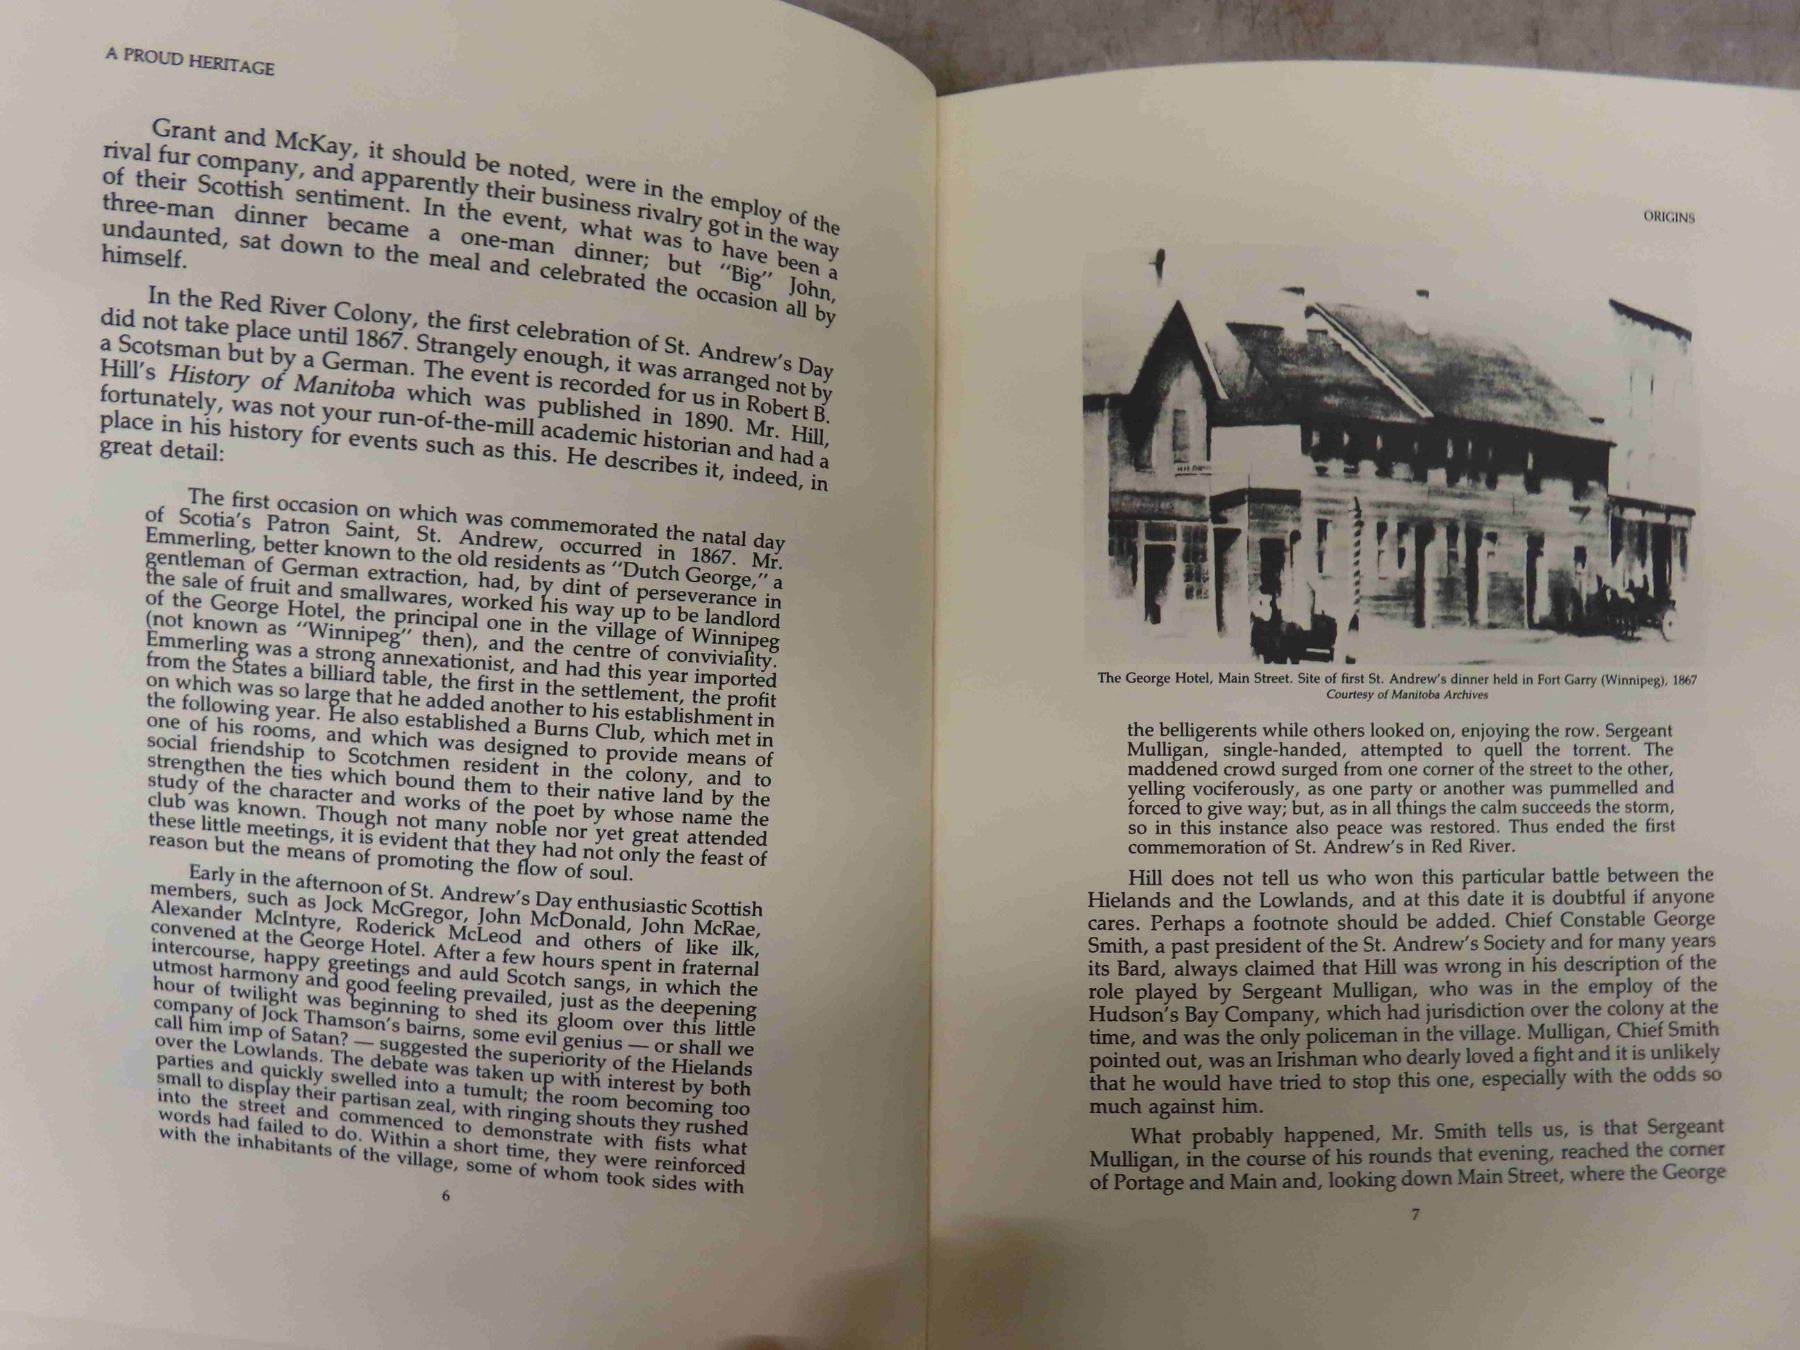 A PROUD HERITAGE
Grant and McKay, it should be noted, were in the employ of the
rival fur company, and apparently their business rivalry got in the way
of their Scottish sentiment. In the event, what was to have been a
three-man dinner became a one-man dinner; but "Big" John,
undaunted, sat down to the meal and celebrated the occasion all by
himself.
In the Red River Colony, the first celebration of St. Andrew's Day
did not take place until 1867. Strangely enough, it was arranged not by
a Scotsman but by a German. The event is recorded for us in Robert B.
Hill's History of Manitoba which was published in 1890. Mr. Hill,
fortunately, was not your run-of-the-mill academic historian and had a
place in his history for events such as this. He describes it, indeed, in
great detail:
The first occasion on which was commemorated the natal day
of Scotia's Patron Saint, St. Andrew, occurred in 1867. Mr.
Emmerling, better known to the old residents as "Dutch George," a
gentleman of German extraction, had, by dint of perseverance in
the sale of fruit and smallwares, worked his way up to be landlord
of the George Hotel, the principal one in the village of Winnipeg
(not known as "Winnipeg" then), and the centre of conviviality.
Emmerling was a strong annexationist, and had this year imported
from the States a billiard table, the first in the settlement, the profit
on which was so large that he added another to his establishment in
the following year. He also established a Burns Club, which met in
one of his rooms, and which was designed to provide means of
social friendship to Scotchmen resident in the colony, and to
strengthen the ties which bound them to their native land by the
study of the character and works of the poet by whose name the
club was known. Though not many noble nor yet great attended
these little meetings, it is evident that they had not only the feast of
reason but the means of promoting the flow of soul.
Early in the afternoon of St. Andrew's Day enthusiastic Scottish
members, such as Jock McGregor, John McDonald, John McRae,
Alexander McIntyre, Roderick McLeod and others of like ilk,
convened at the George Hotel. After a few hours spent in fraternal
intercourse, happy greetings and auld Scotch sangs, in which the
utmost harmony and good feeling prevailed, just as the deepening
hour of twilight was beginning to shed its gloom over this little
company of Jock Thamson's bairns, some evil genius — or shall we
call him imp of Satan? — suggested the superiority of the Hielands
over the Lowlands. The debate was taken up with interest by both
parties and quickly swelled into a tumult; the room becoming too
small to display their partisan zeal, with ringing shouts they rushed
into the street and commenced to demonstrate with fists what
words had failed to do. Within a short time, they were reinforced
with the inhabitants of the village, some of whom took sides with
6
ORIGINS
The George Hotel, Main Street. Site of first St. Andrew's dinner held in Fort Garry (Winnipeg), 1867
Courtesy of Manitoba Archives
the belligerents while others looked on, enjoying the row. Sergeant
Mulligan, single-handed, attempted to quell the torrent. The
maddened crowd surged from one corner of the street to the other,
yelling vociferously, as one party or another was pummelled and
forced to give way; but, as in all things the calm succeeds the storm,
so in this instance also peace was restored. Thus ended the first
commemoration of St. Andrew's in Red River.
Hill does not tell us who won this particular battle between the
Hielands and the Lowlands, and at this date it is doubtful if anyone
cares. Perhaps a footnote should be added. Chief Constable George
Smith, a past president of the St. Andrew's Society and for many years
its Bard, always claimed that Hill was wrong in his description of the
role played by Sergeant Mulligan, who was in the employ of the
Hudson's Bay Company, which had jurisdiction over the colony at the
time, and was the only policeman in the village. Mulligan, Chief Smith
pointed out, was an Irishman who dearly loved a fight and it is unlikely
that he would have tried to stop this one, especially with the odds so
much against him.
What probably happened, Mr. Smith tells us, is that Sergeant
Mulligan, in the course of his rounds that evening, reached the corner
of Portage and Main and, looking down Main Street, where the George
7